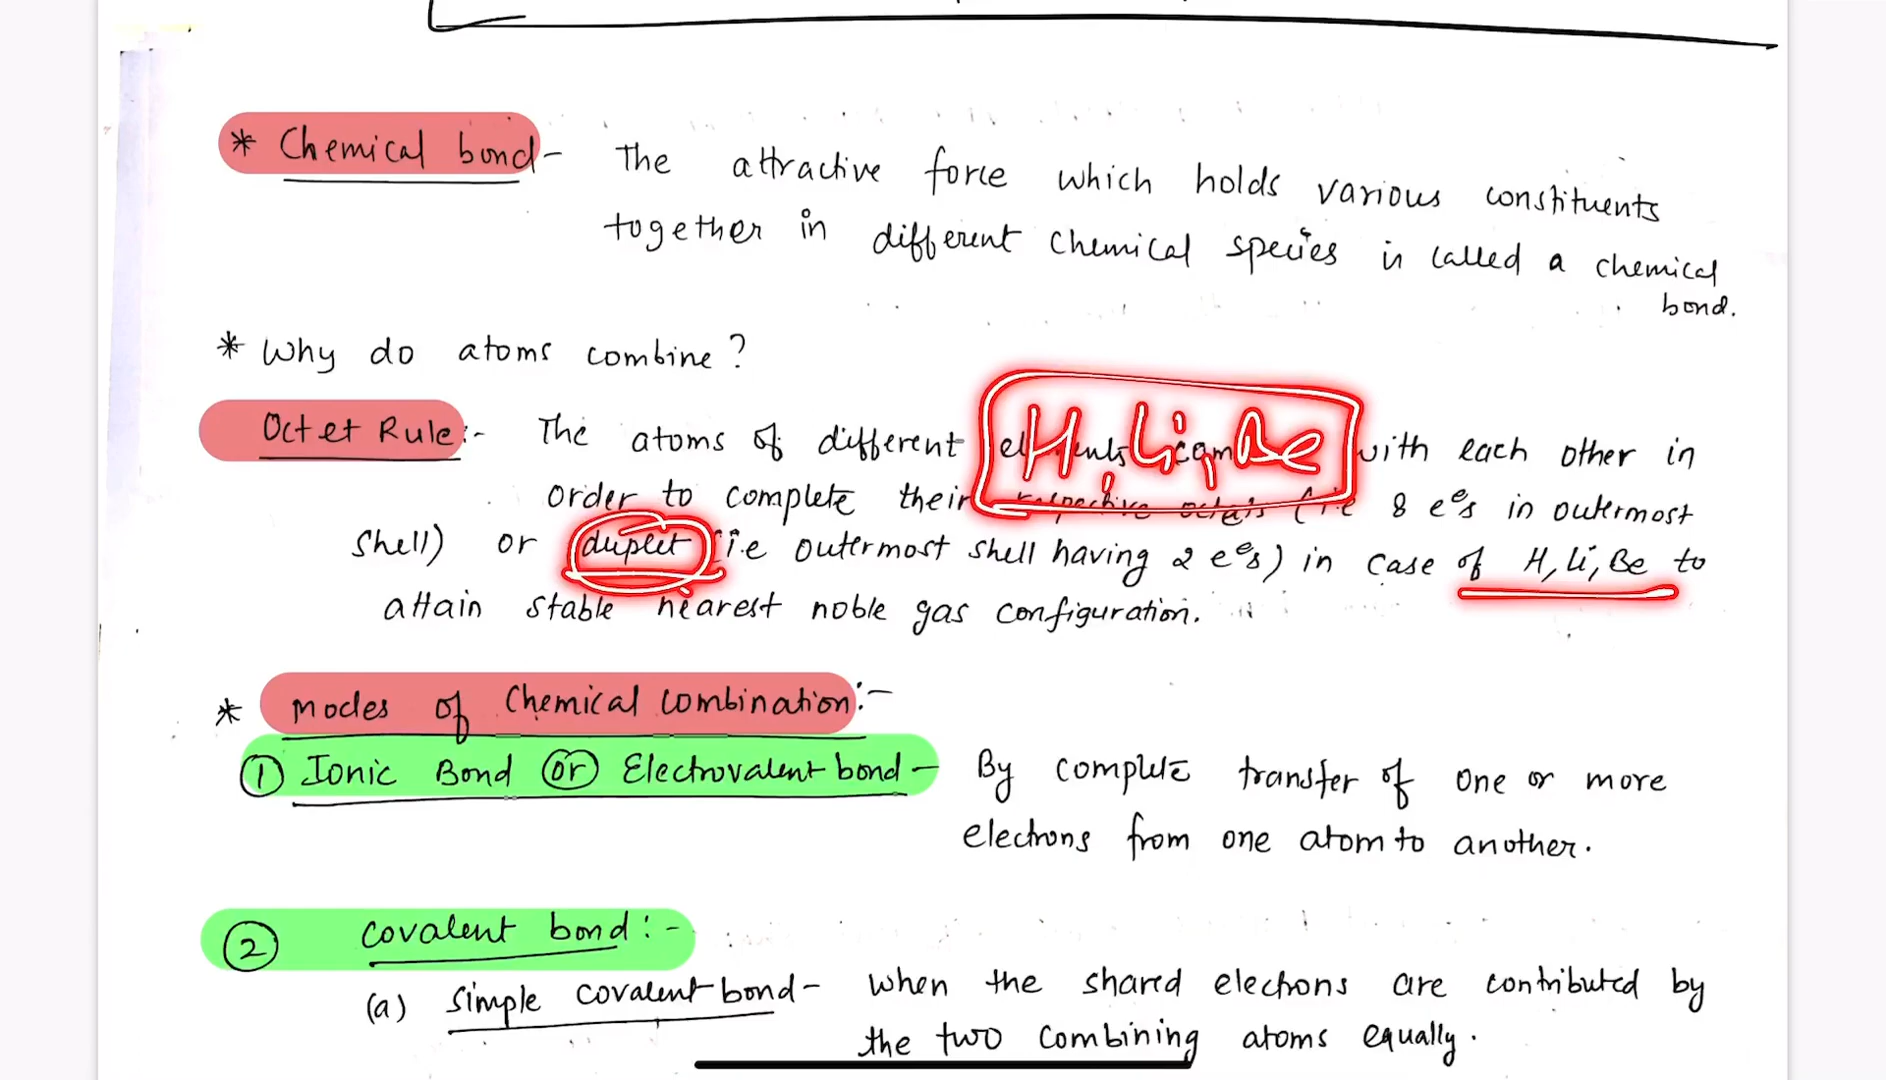 * Chemical bond- The attractive force which holds various constituents
together in different chemical species is called a chemical
bond.
* Why do atoms combine?
Octet Rule:- The atoms of different H, Li, Be with each other in
order to complete their respective octets (i.e 8 e^es in outermost
shell) or duplet (i.e outermost shell having 2 e^es) in case of H, Li, Be to
attain stable nearest noble gas configuration.
* Modes of Chemical Combination:-
① Ionic Bond (or) Electrovalent bond- By complete transfer of one or more
electrons from one atom to another.
② Covalent bond:-
(a) Simple covalent bond- When the shared electrons are contributed by
the two combining atoms equally.